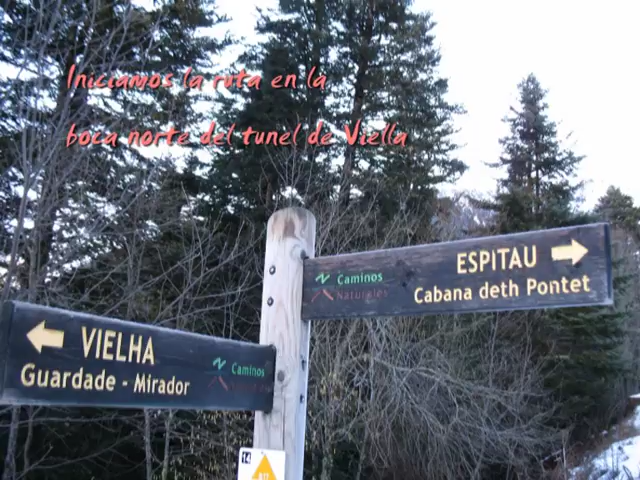 Iniciamos la ruta en la
boca norte del tunel de Viella
ESPITAU
Cabana deth Pontet
Caminos
Naturales
VIELHA
Guardade - Mirador
Caminos
14